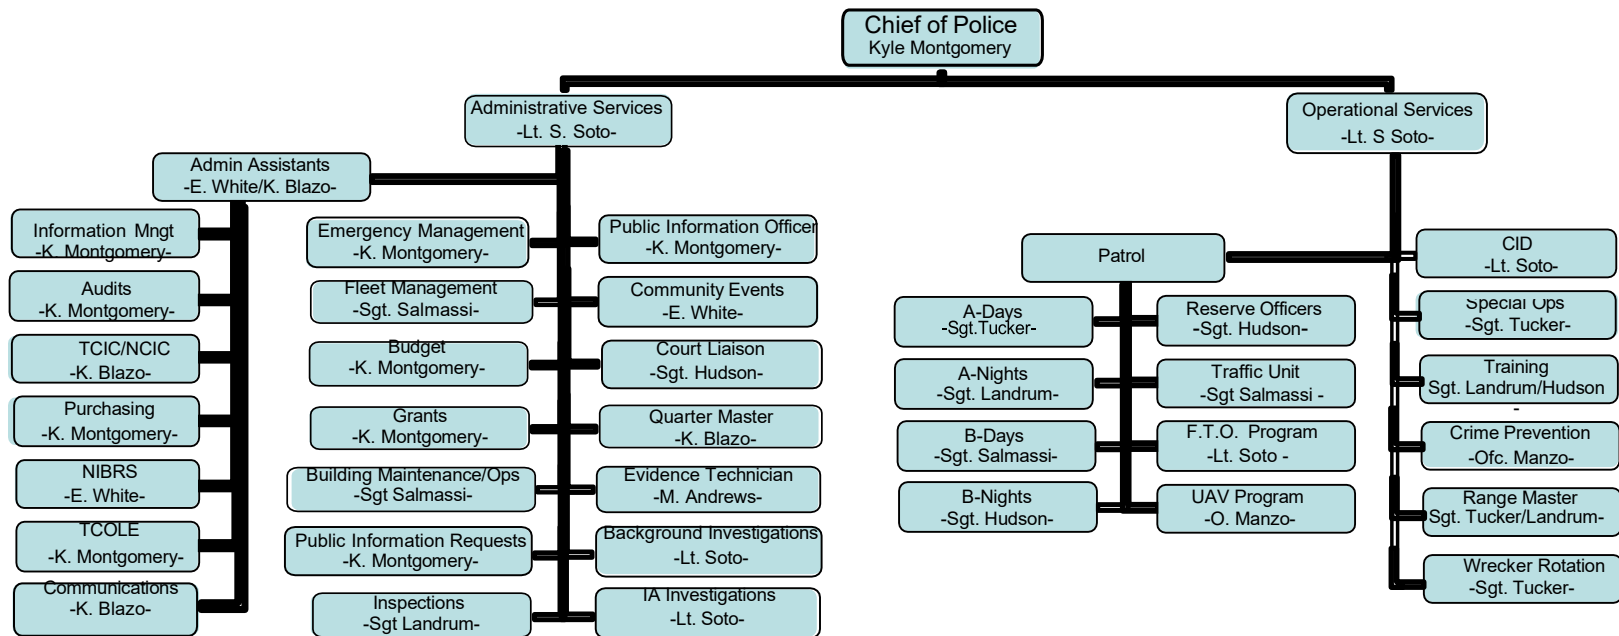 Chief of Police
Kyle Montgomery
Administrative Services
-Lt. S. Soto-
Operational Services
-Lt. S Soto-
Admin Assistants
-E. White/K. Blazo-
Information Mngt
-K. Montgomery-
Audits
-K. Montgomery-
TCIC/NCIC
-K. Blazo-
Purchasing
-K. Montgomery-
NIBRS
-E. White-
TCOLE
-K. Montgomery-
Communications
-K. Blazo-
Emergency Management
-K. Montgomery-
Fleet Management
-Sgt. Salmassi-
Budget
-K. Montgomery-
Grants
-K. Montgomery-
Building Maintenance/Ops
-Sgt Salmassi-
Public Information Requests
-K. Montgomery-
Inspections
-Sgt Landrum-
Public Information Officer
-K. Montgomery-
Community Events
-E. White-
Court Liaison
-Sgt. Hudson-
Quarter Master
-K. Blazo-
Evidence Technician
-M. Andrews-
Background Investigations
-Lt. Soto-
IA Investigations
-Lt. Soto-
Patrol
A-Days
-Sgt.Tucker-
A-Nights
-Sgt. Landrum-
B-Days
-Sgt. Salmassi-
B-Nights
-Sgt. Hudson-
Reserve Officers
-Sgt. Hudson-
Traffic Unit
-Sgt Salmassi -
F.T.O. Program
-Lt. Soto -
UAV Program
-O. Manzo-
CID
-Lt. Soto-
Special Ops
-Sgt. Tucker-
Training
Sgt. Landrum/Hudson
-
Crime Prevention
-Ofc. Manzo-
Range Master
Sgt. Tucker/Landrum-
Wrecker Rotation
-Sgt. Tucker-